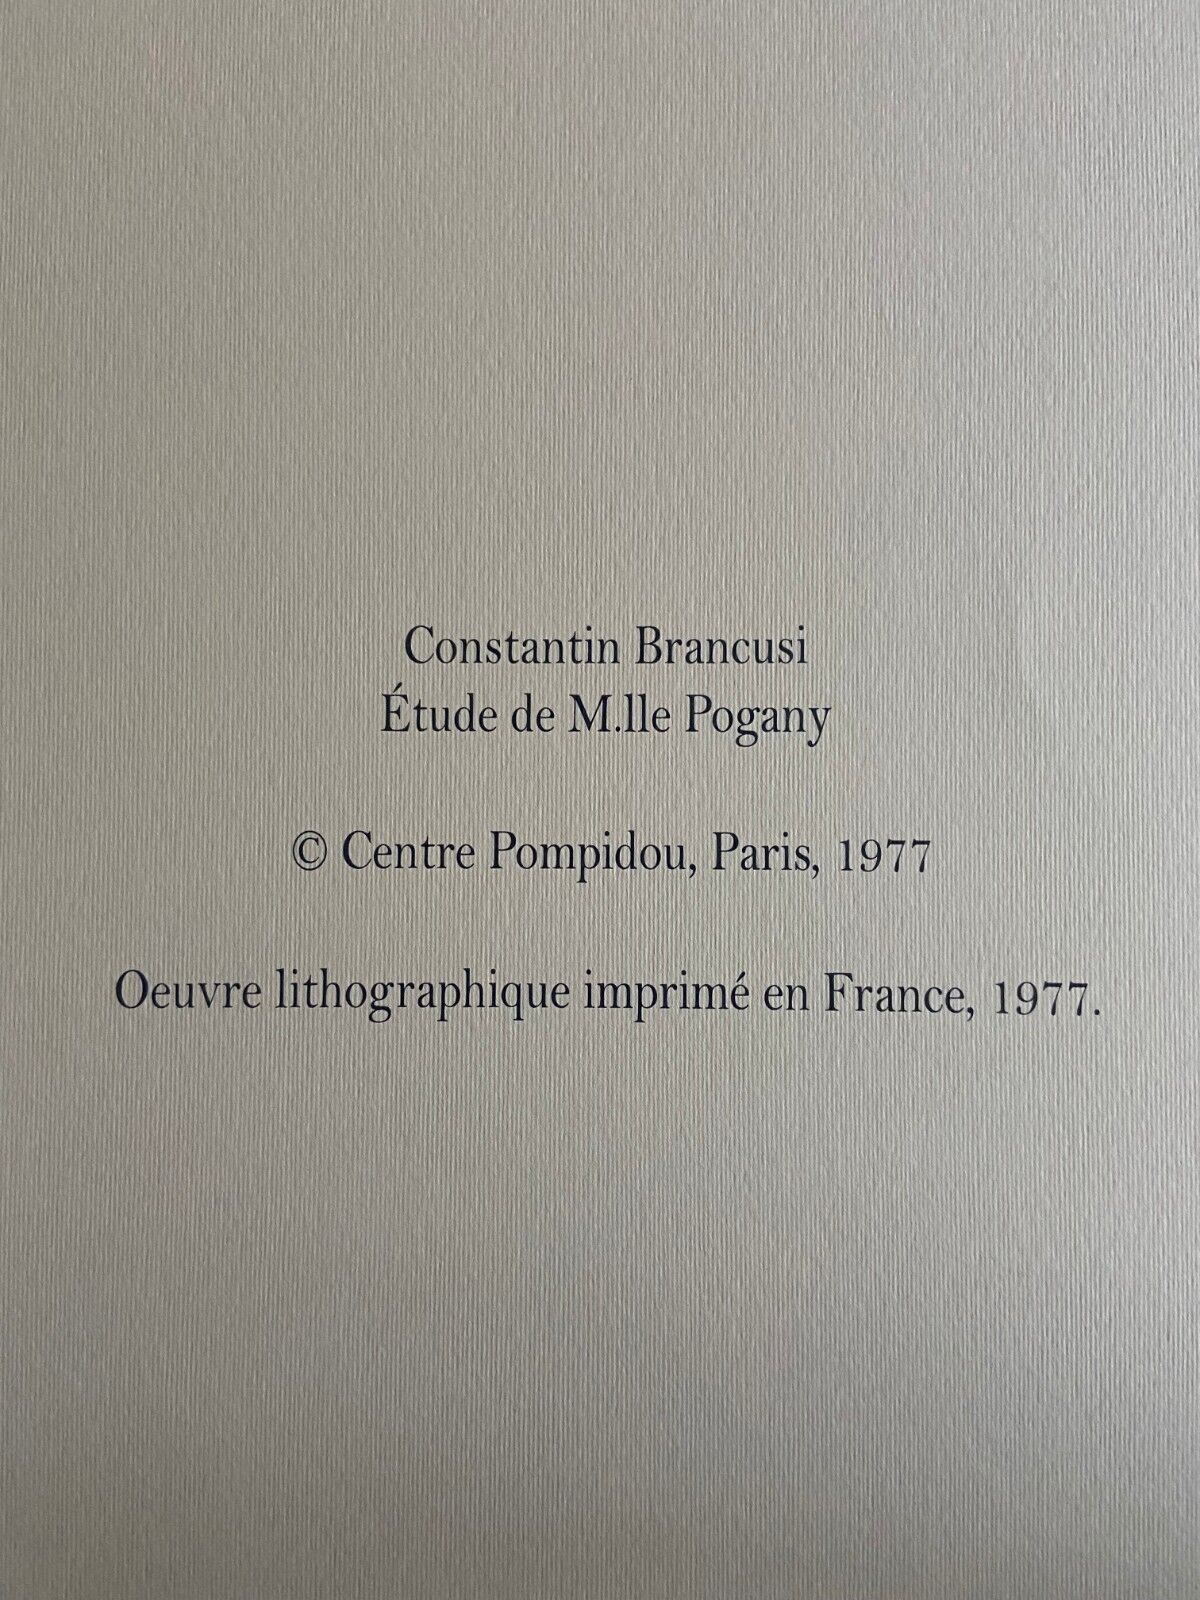 Constantin Brancusi
Étude de M.lle Pogany
© Centre Pompidou, Paris, 1977
Oeuvre lithographique imprimé en France, 1977.